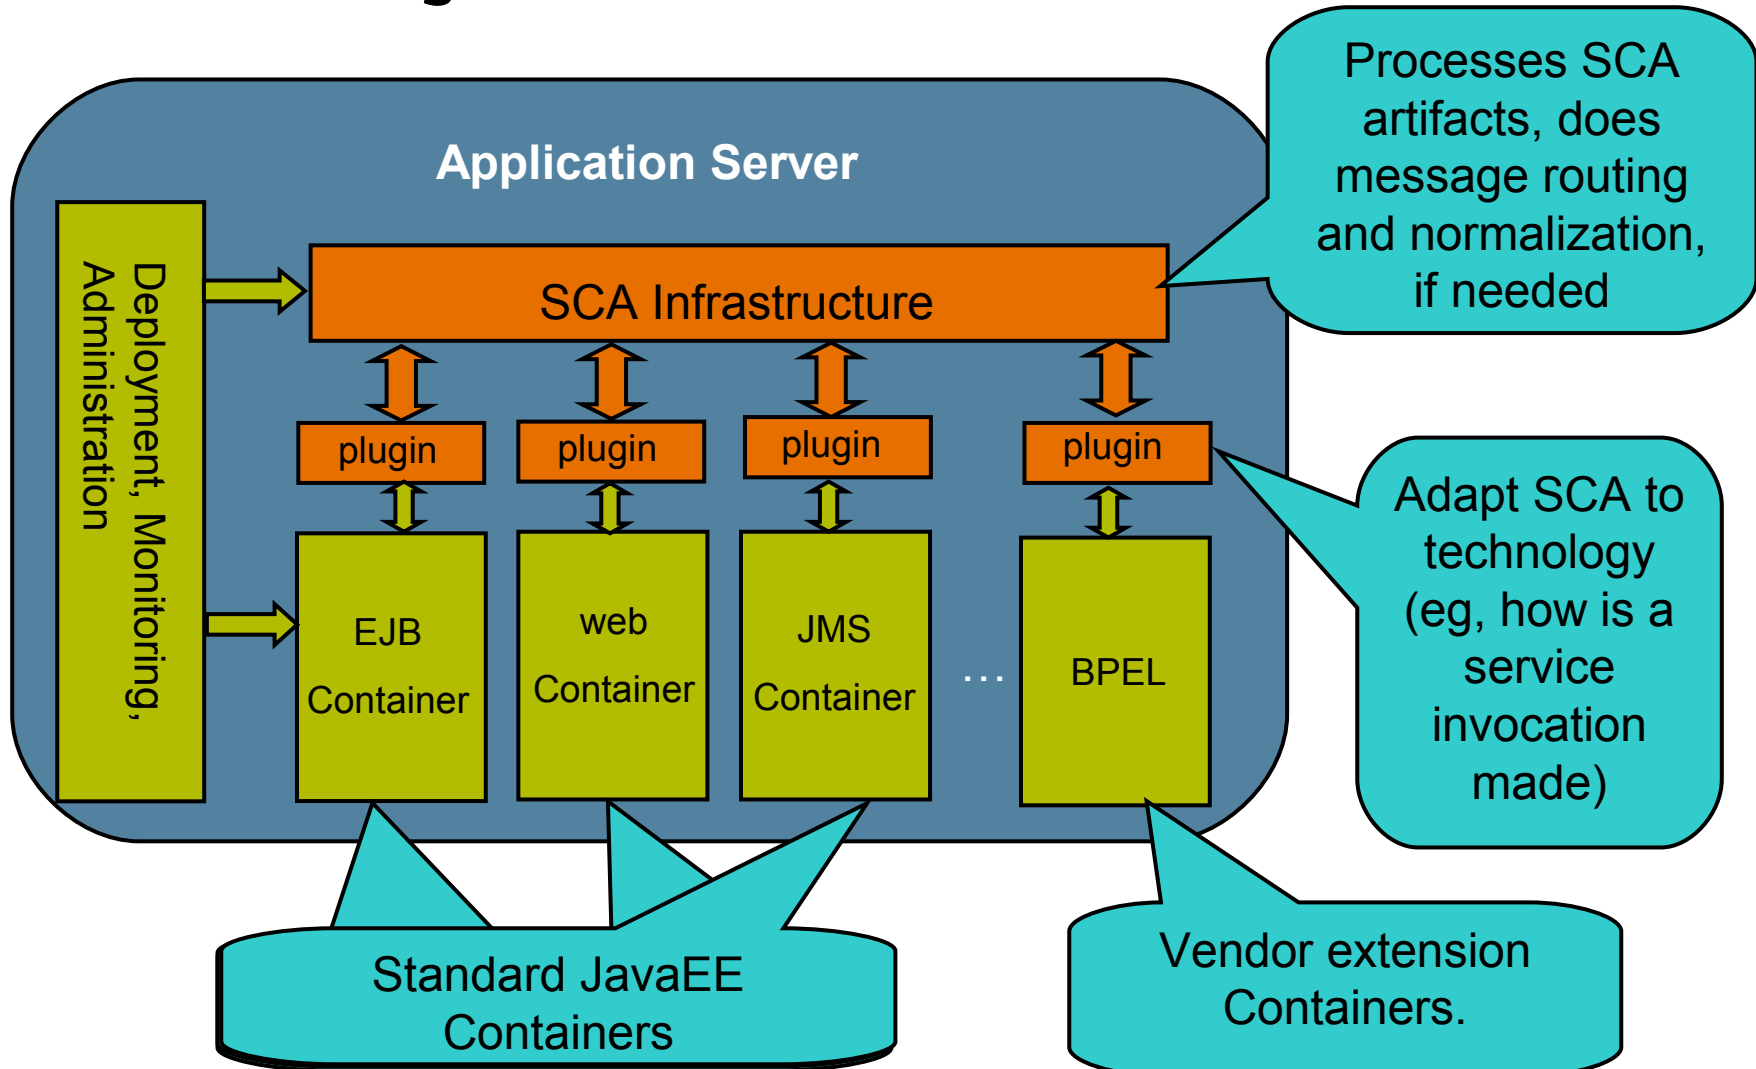 Application Server
Processes SCA
artifacts, does
message routing
and normalization,
if needed
Deployment, Monitoring,
Administration
SCA Infrastructure
plugin
plugin
plugin
plugin
Adapt SCA to
technology
(eg, how is a
service
invocation
made)
EJB
Container
web
Container
JMS
Container
...
BPEL
Standard JavaEE
Containers
Vendor extension
Containers.